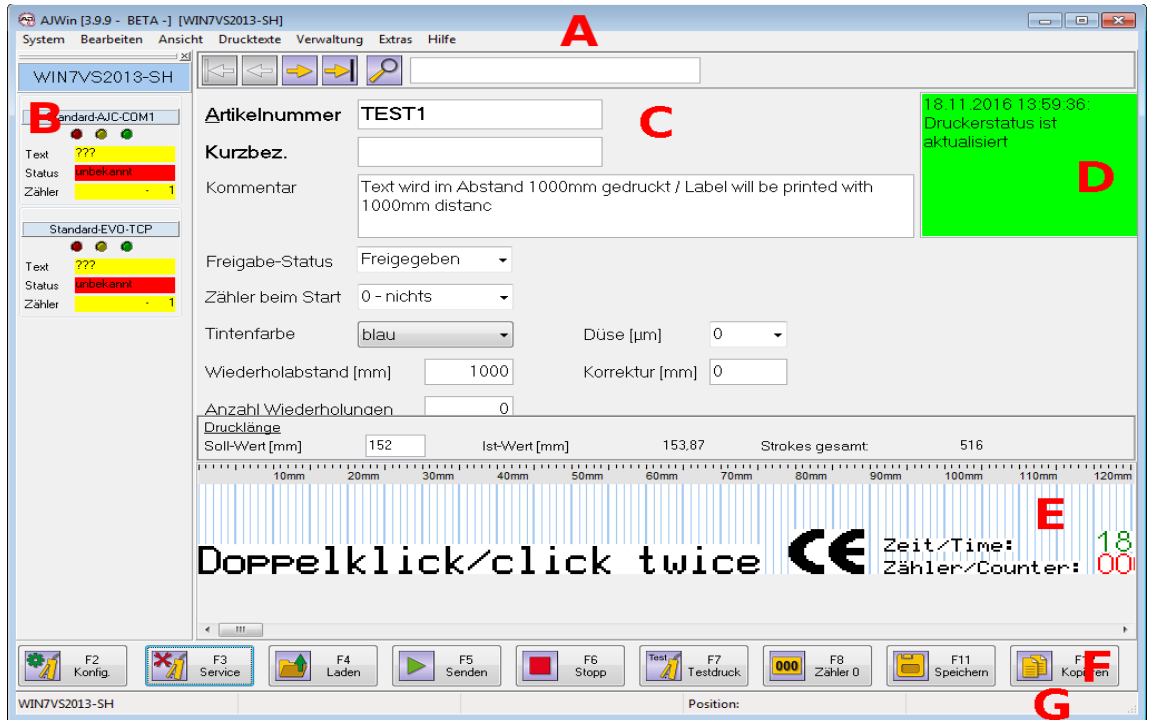 AJWin [3.9.9 - BETA -] [WIN7VS2013-SH]
System Bearbeiten Ansicht Drucktexte Verwaltung Extras Hilfe
A
WIN7VS2013-SH
B
Standard-AJC-COM1
Text ???
Status unbekannt
Zähler - 1
Standard-EVO-TCP
Text ???
Status unbekannt
Zähler - 1
Artikelnummer TEST1
C
Kurzbez.
Kommentar Text wird im Abstand 1000mm gedruckt / Label will be printed with
1000mm distanc
18.11.2016 13:59:36:
Druckerstatus ist
aktualisiert
D
Freigabe-Status Freigegeben
Zähler beim Start 0 - nichts
Tintenfarbe blau Düse [µm] 0
Wiederholabstand [mm] 1000 Korrektur [mm] 0
Anzahl Wiederholungen 0
Drucklänge
Soll-Wert [mm] 152 Ist-Wert [mm] 153,87 Strokes gesamt: 516
10mm 20mm 30mm 40mm 50mm 60mm 70mm 80mm 90mm 100mm 110mm 120mm
E
Doppelklick/click twice CE
Zeit/Time: 18
Zähler/Counter: 00
F2 Konfig.
F3 Service
F4 Laden
F5 Senden
F6 Stopp
Test F7 Testdruck
000 F8 Zähler 0
F11 Speichern
F
G
WIN7VS2013-SH Position: